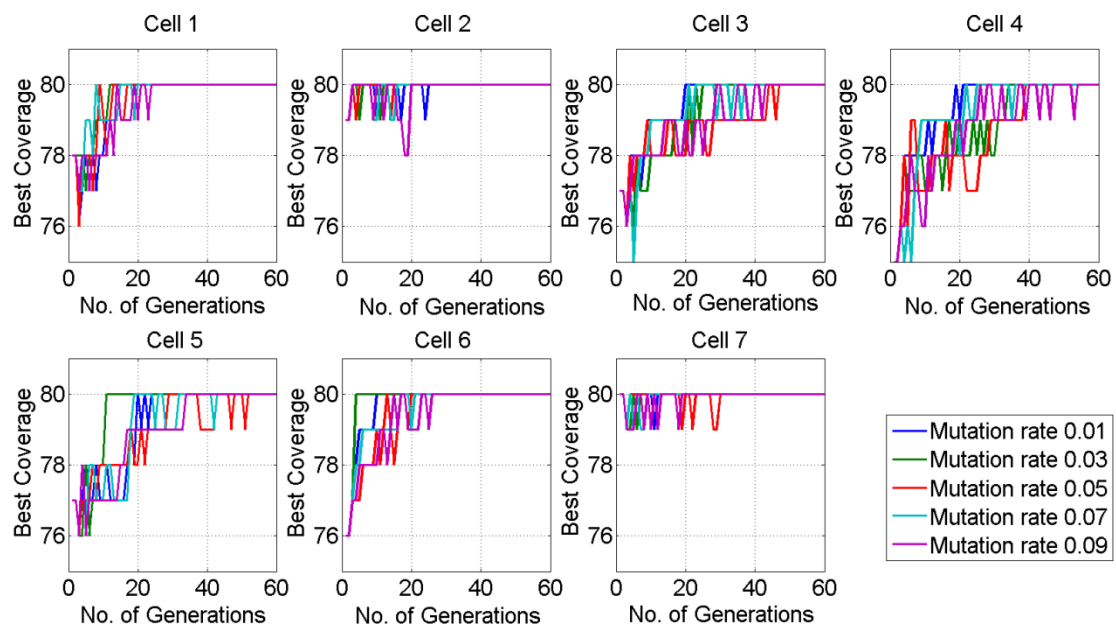 Cell 1
Cell 2
Cell 3
Cell 4
Best Coverage
80
78
76
0
20
40
60
No. of Generations
Best Coverage
80
78
76
0
20
40
60
No. of Generations
Best Coverage
80
78
76
0
20
40
60
No. of Generations
Best Coverage
80
78
76
0
20
40
60
No. of Generations
Cell 5
Cell 6
Cell 7
Best Coverage
80
78
76
0
20
40
60
No. of Generations
Best Coverage
80
78
76
0
20
40
60
No. of Generations
Best Coverage
80
78
76
0
20
40
60
No. of Generations
Mutation rate 0.01
Mutation rate 0.03
Mutation rate 0.05
Mutation rate 0.07
Mutation rate 0.09